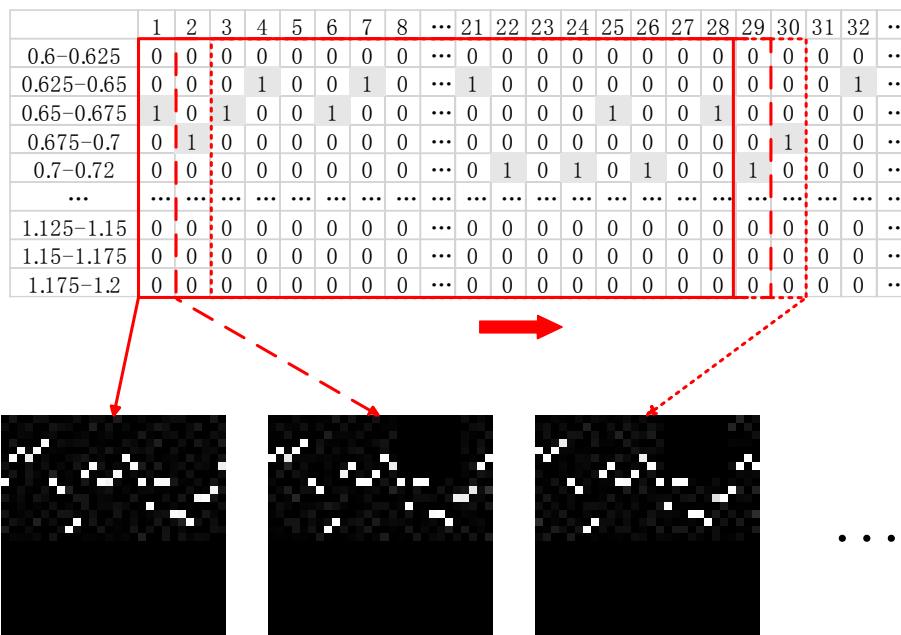 1 2 3 4 5 6 7 8 ··· 21 22 23 24 25 26 27 28 29 30 31 32 ···
0.6-0.625 0 0 0 0 0 0 0 0 ··· 0 0 0 0 0 0 0 0 0 0 0 0 ···
0.625-0.65 0 0 0 1 0 0 1 0 ··· 1 0 0 0 0 0 0 0 0 0 0 1 ···
0.65-0.675 1 0 1 0 0 1 0 0 ··· 0 0 0 0 1 0 0 1 0 0 0 0 ···
0.675-0.7 0 1 0 0 0 0 0 0 ··· 0 0 0 0 0 0 0 0 0 1 0 0 ···
0.7-0.72 0 0 0 0 0 0 0 0 ··· 0 1 0 1 0 1 0 0 1 0 0 0 ···
··· ··· ··· ··· ··· ··· ··· ··· ··· ··· ··· ··· ··· ··· ··· ··· ··· ··· ··· ··· ··· ··· ···
1.125-1.15 0 0 0 0 0 0 0 0 ··· 0 0 0 0 0 0 0 0 0 0 0 0 ···
1.15-1.175 0 0 0 0 0 0 0 0 ··· 0 0 0 0 0 0 0 0 0 0 0 0 ···
1.175-1.2 0 0 0 0 0 0 0 0 ··· 0 0 0 0 0 0 0 0 0 0 0 0 ···
···